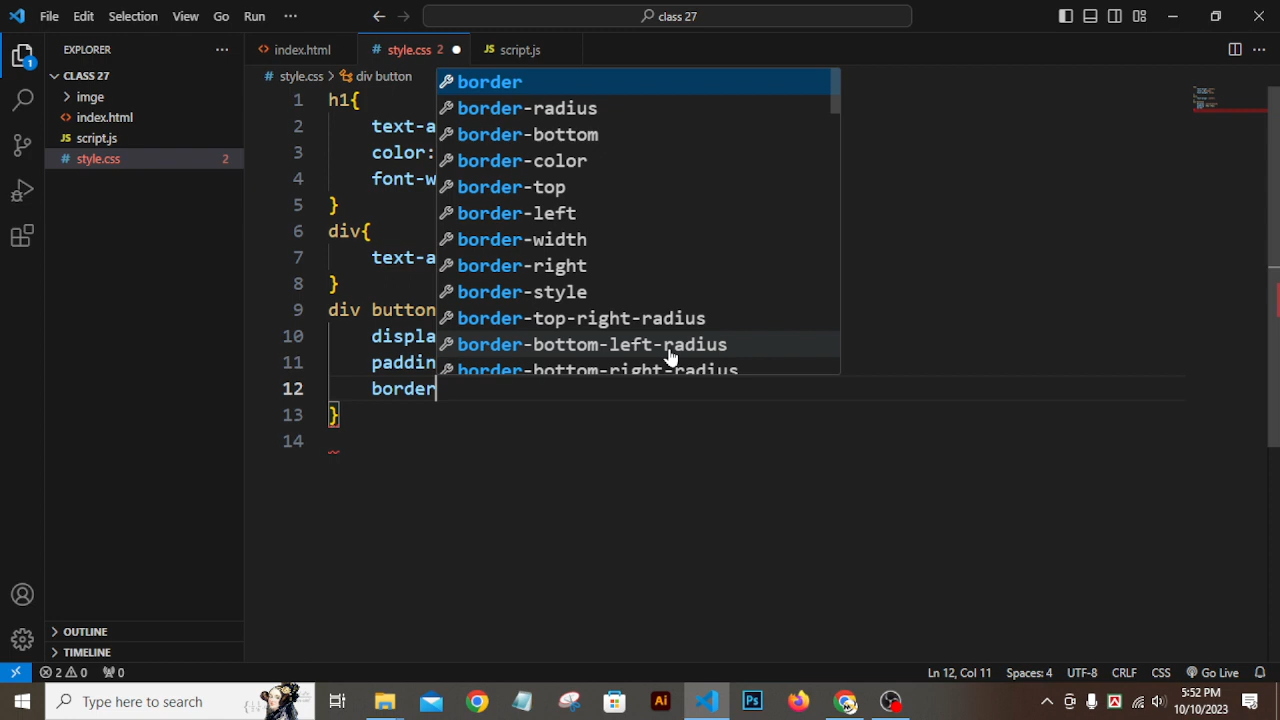 File Edit Selection View Go Run ··· class 27
EXPLORER ···
index.html
style.css 2
script.js
CLASS 27
imge
index.html
script.js
style.css 2
style.css > div button
1 h1{
2 text-a
3 color:
4 font-w
5 }
6 div{
7 text-a
8 }
9 div button
10 displa
11 paddin
12 border
13 }
14
border
border-radius
border-bottom
border-color
border-top
border-left
border-width
border-right
border-style
border-top-right-radius
border-bottom-left-radius
border-bottom-right-radius
1
OUTLINE
TIMELINE
2 0 0 Ln 12, Col 11 Spaces: 4 UTF-8 CRLF CSS Go Live
Type here to search
Ai
Ps
5:52 PM
10/10/2023